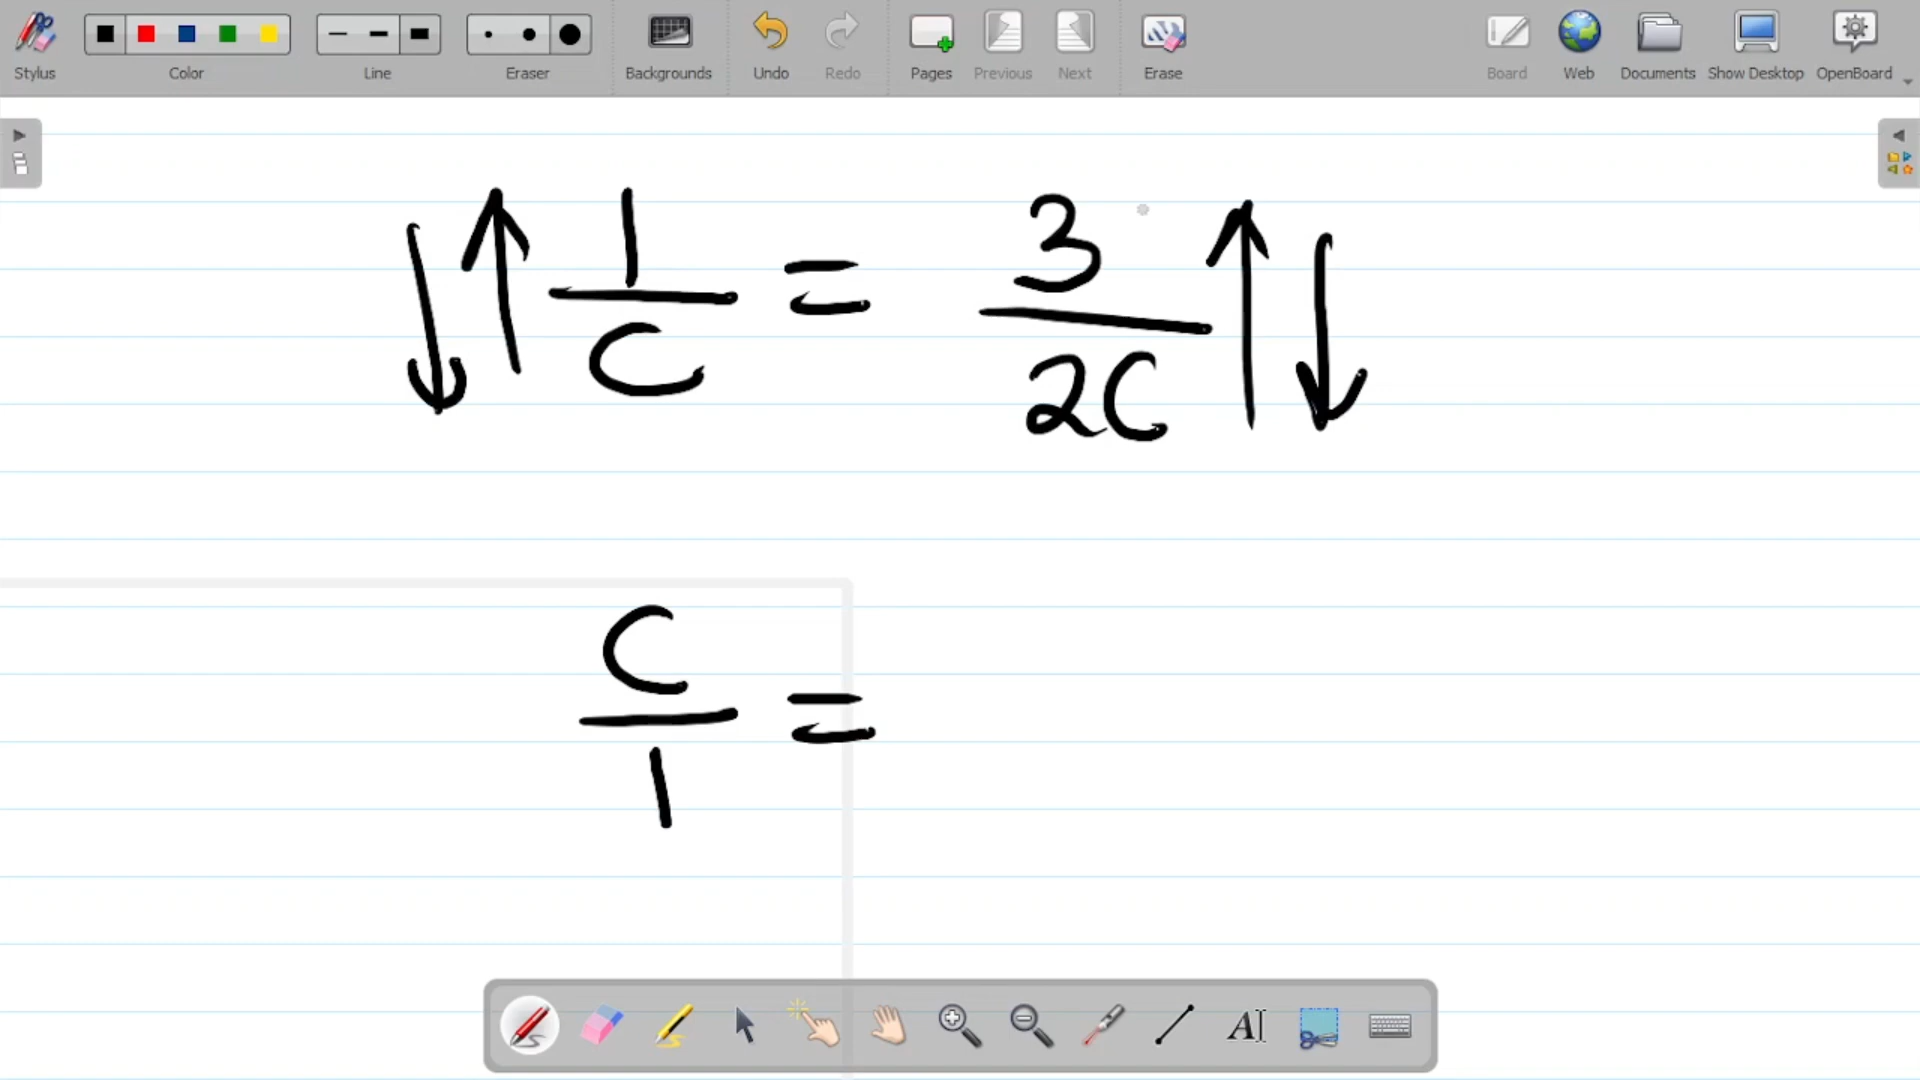 Stylus Color Line Eraser Backgrounds Undo Redo Pages Previous Next Erase Board Web Documents Show Desktop OpenBoard
1/C = 3/2C
C/1 =